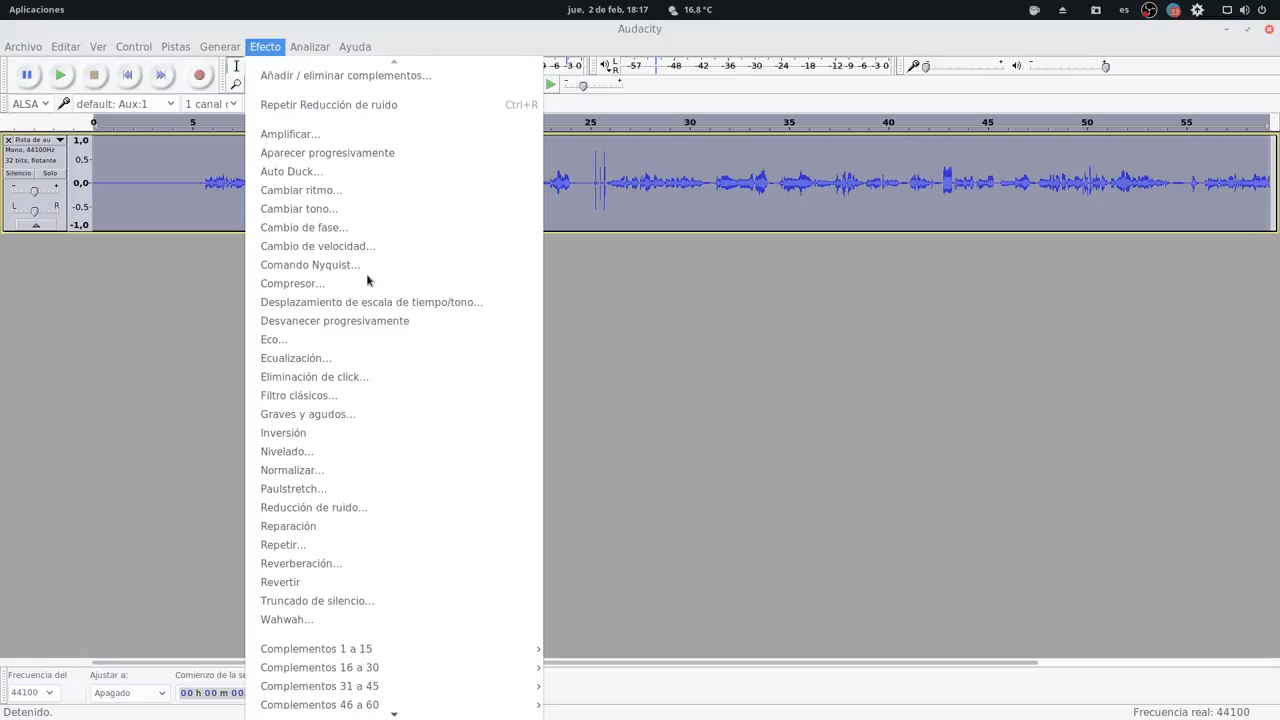 Aplicaciones
jue, 2 de feb, 18:17
16,8 °C
es
33
Audacity
Archivo Editar Ver Control Pistas Generar Efecto Analizar Ayuda
-57 -48 -42 -36 -30 -24 -18 -12 -9 -6 -3 0
ALSA default: Aux:1 1 canal
0 5 25 30 35 40 45 50 55
Pista de au
Mono, 44100Hz
32 bits, flotante
Silencio Solo
- +
L R
1,0
0,5
0,0
-0,5
-1,0
Añadir / eliminar complementos...
Repetir Reducción de ruido Ctrl+R
Amplificar...
Aparecer progresivamente
Auto Duck...
Cambiar ritmo...
Cambiar tono...
Cambio de fase...
Cambio de velocidad...
Comando Nyquist...
Compresor...
Desplazamiento de escala de tiempo/tono...
Desvanecer progresivamente
Eco...
Ecualización...
Eliminación de click...
Filtro clásicos...
Graves y agudos...
Inversión
Nivelado...
Normalizar...
Paulstretch...
Reducción de ruido...
Reparación
Repetir...
Reverberación...
Revertir
Truncado de silencio...
Wahwah...
Complementos 1 a 15
Complementos 16 a 30
Complementos 31 a 45
Complementos 46 a 60
Frecuencia del
44100
Ajustar a:
Apagado
Comienzo de la se
00 h 00 m 00
Detenido.
Frecuencia real: 44100